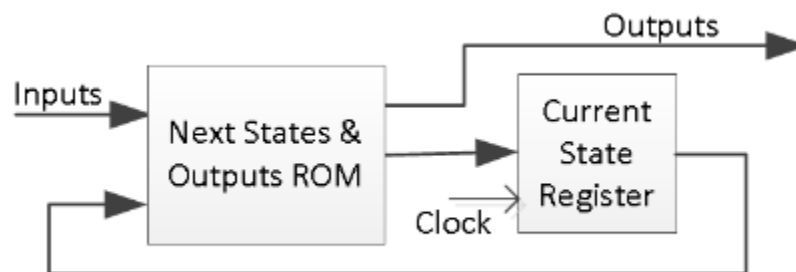 Outputs
Inputs
Next States &
Outputs ROM
Current
State
Register
Clock